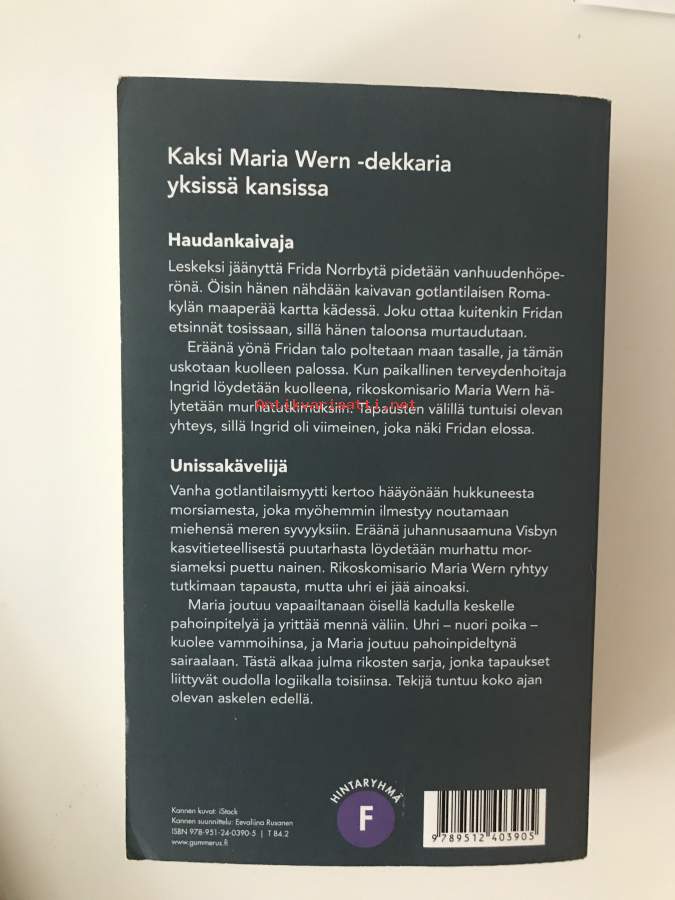 Kaksi Maria Wern -dekkaria
yksissä kansissa
Haudankaivaja
Leskeksi jäänyttä Frida Norrbytä pidetään vanhuudenhöpe-
rönä. Öisin hänen nähdään kaivavan gotlantilaisen Roma-
kylän maaperää kartta kädessä. Joku ottaa kuitenkin Fridan
etsinnät tosissaan, sillä hänen taloonsa murtaudutaan.
Eräänä yönä Fridan talo poltetaan maan tasalle, ja tämän
uskotaan kuolleen palossa. Kun paikallinen terveydenhoitaja
Ingrid löydetään kuolleena, rikoskomisario Maria Wern hä-
lytetään murhatutkimuksiin. Tapausten välillä tuntuisi olevan
Antikvariaatti.net
yhteys, sillä Ingrid oli viimeinen, joka näki Fridan elossa.
Unissakävelijä
Vanha gotlantilaismyytti kertoo hääyönään hukkuneesta
morsiamesta, joka myöhemmin ilmestyy noutamaan
miehensä meren syvyyksiin. Eräänä juhannusaamuna Visbyn
kasvitieteellisestä puutarhasta löydetään murhattu mor-
siameksi puettu nainen. Rikoskomisario Maria Wern ryhtyy
tutkimaan tapausta, mutta uhri ei jää ainoaksi.
Maria joutuu vapaailtanaan öisellä kadulla keskelle
pahoinpitelyä ja yrittää mennä väliin. Uhri – nuori poika –
kuolee vammoihinsa, ja Maria joutuu pahoinpideltynä
sairaalaan. Tästä alkaa julma rikosten sarja, jonka tapaukset
liittyvät oudolla logiikalla toisiinsa. Tekijä tuntuu koko ajan
olevan askelen edellä.
Kannen kuvat: iStock
Kannen suunnittelu: Eevaliina Rusanen
ISBN 978-951-24-0390-5 | T 84.2
www.gummerus.fi
HINTARYHMÄ
F
9 789512 403905